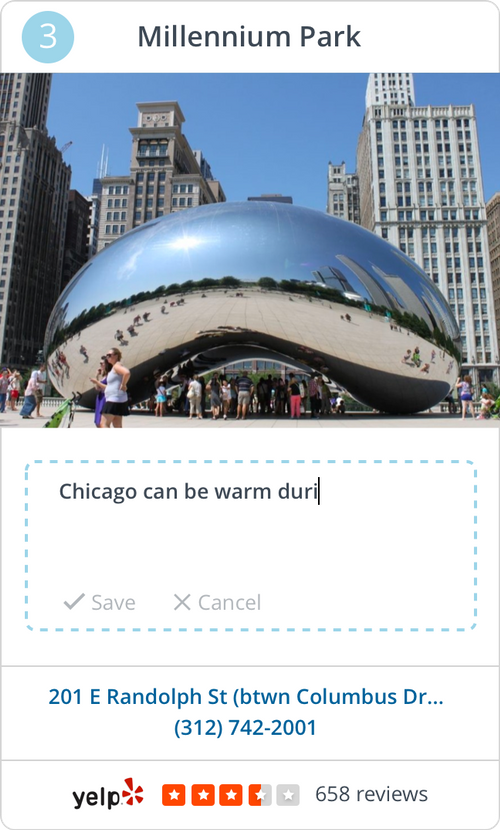 3 Millennium Park
Chicago can be warm duri
Save Cancel
201 E Randolph St (btwn Columbus Dr...
(312) 742-2001
yelp 658 reviews